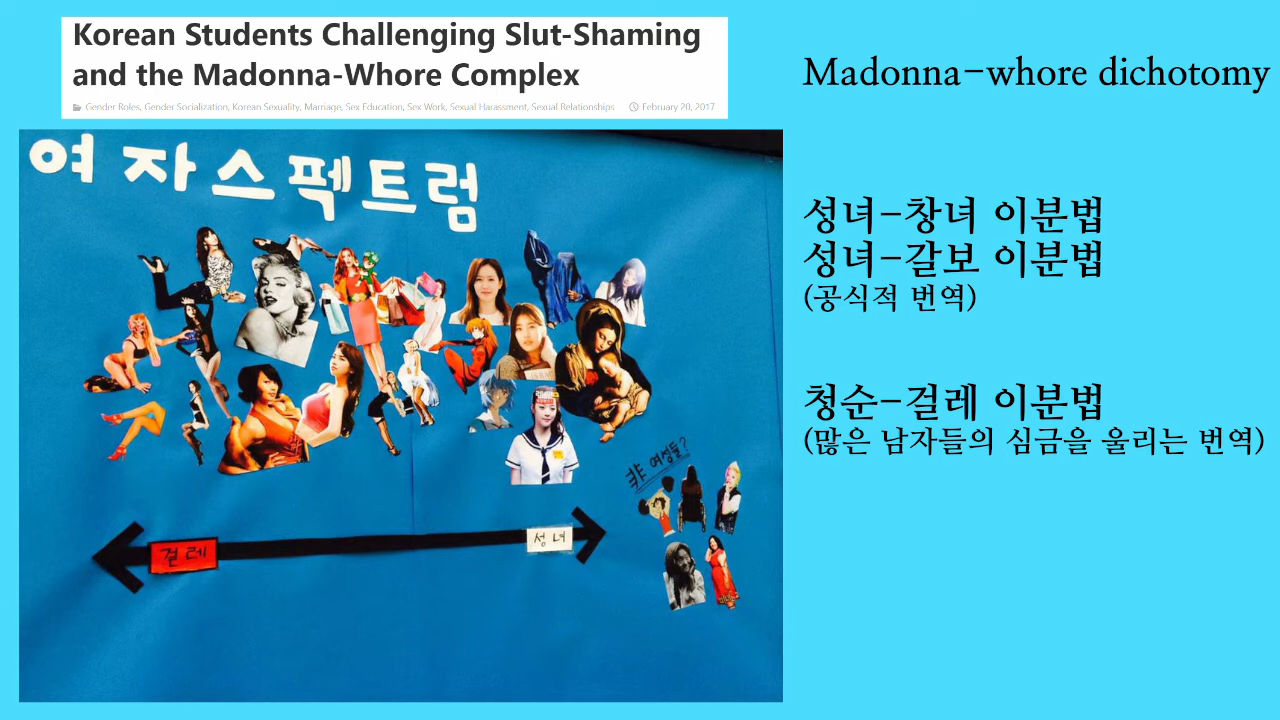 Korean Students Challenging Slut-Shaming
and the Madonna-Whore Complex
Gender Roles, Gender Socialization, Korean Sexuality, Marriage, Sex Education, Sex Work, Sexual Harassment, Sexual Relationships February 20, 2017
Madonna-whore dichotomy
여자스펙트럼
성녀-창녀 이분법
성녀-갈보 이분법
(공식적 번역)
청순-걸레 이분법
(많은 남자들의 심금을 울리는 번역)
非 여성들?
걸레
성녀